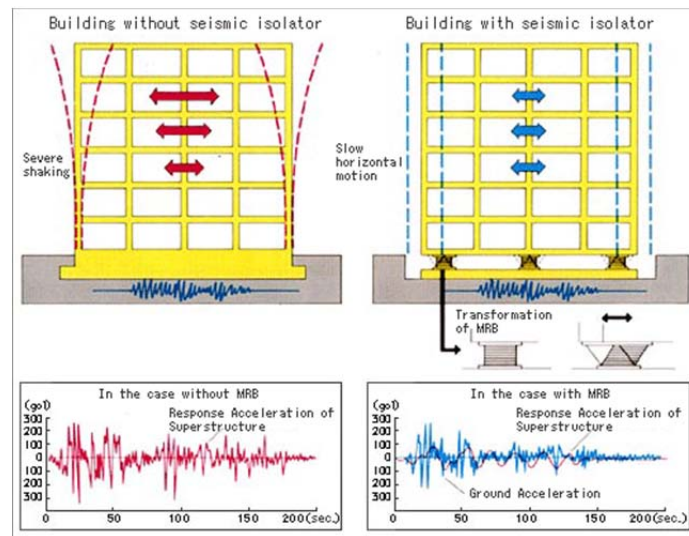 Building without seismic isolator
Building with seismic isolator
Severe
shaking
Slow
horizontal
motion
Transformation
of MRB
In the case without MRB
(gal)
Response Acceleration of
Superstructure
300
200
100
0
100
200
300
0
50
100
150
200(sec.)
In the case with MRB
(gal)
Response Acceleration of
Superstructure
Ground Acceleration
300
200
100
0
100
200
300
0
50
100
150
200(sec.)